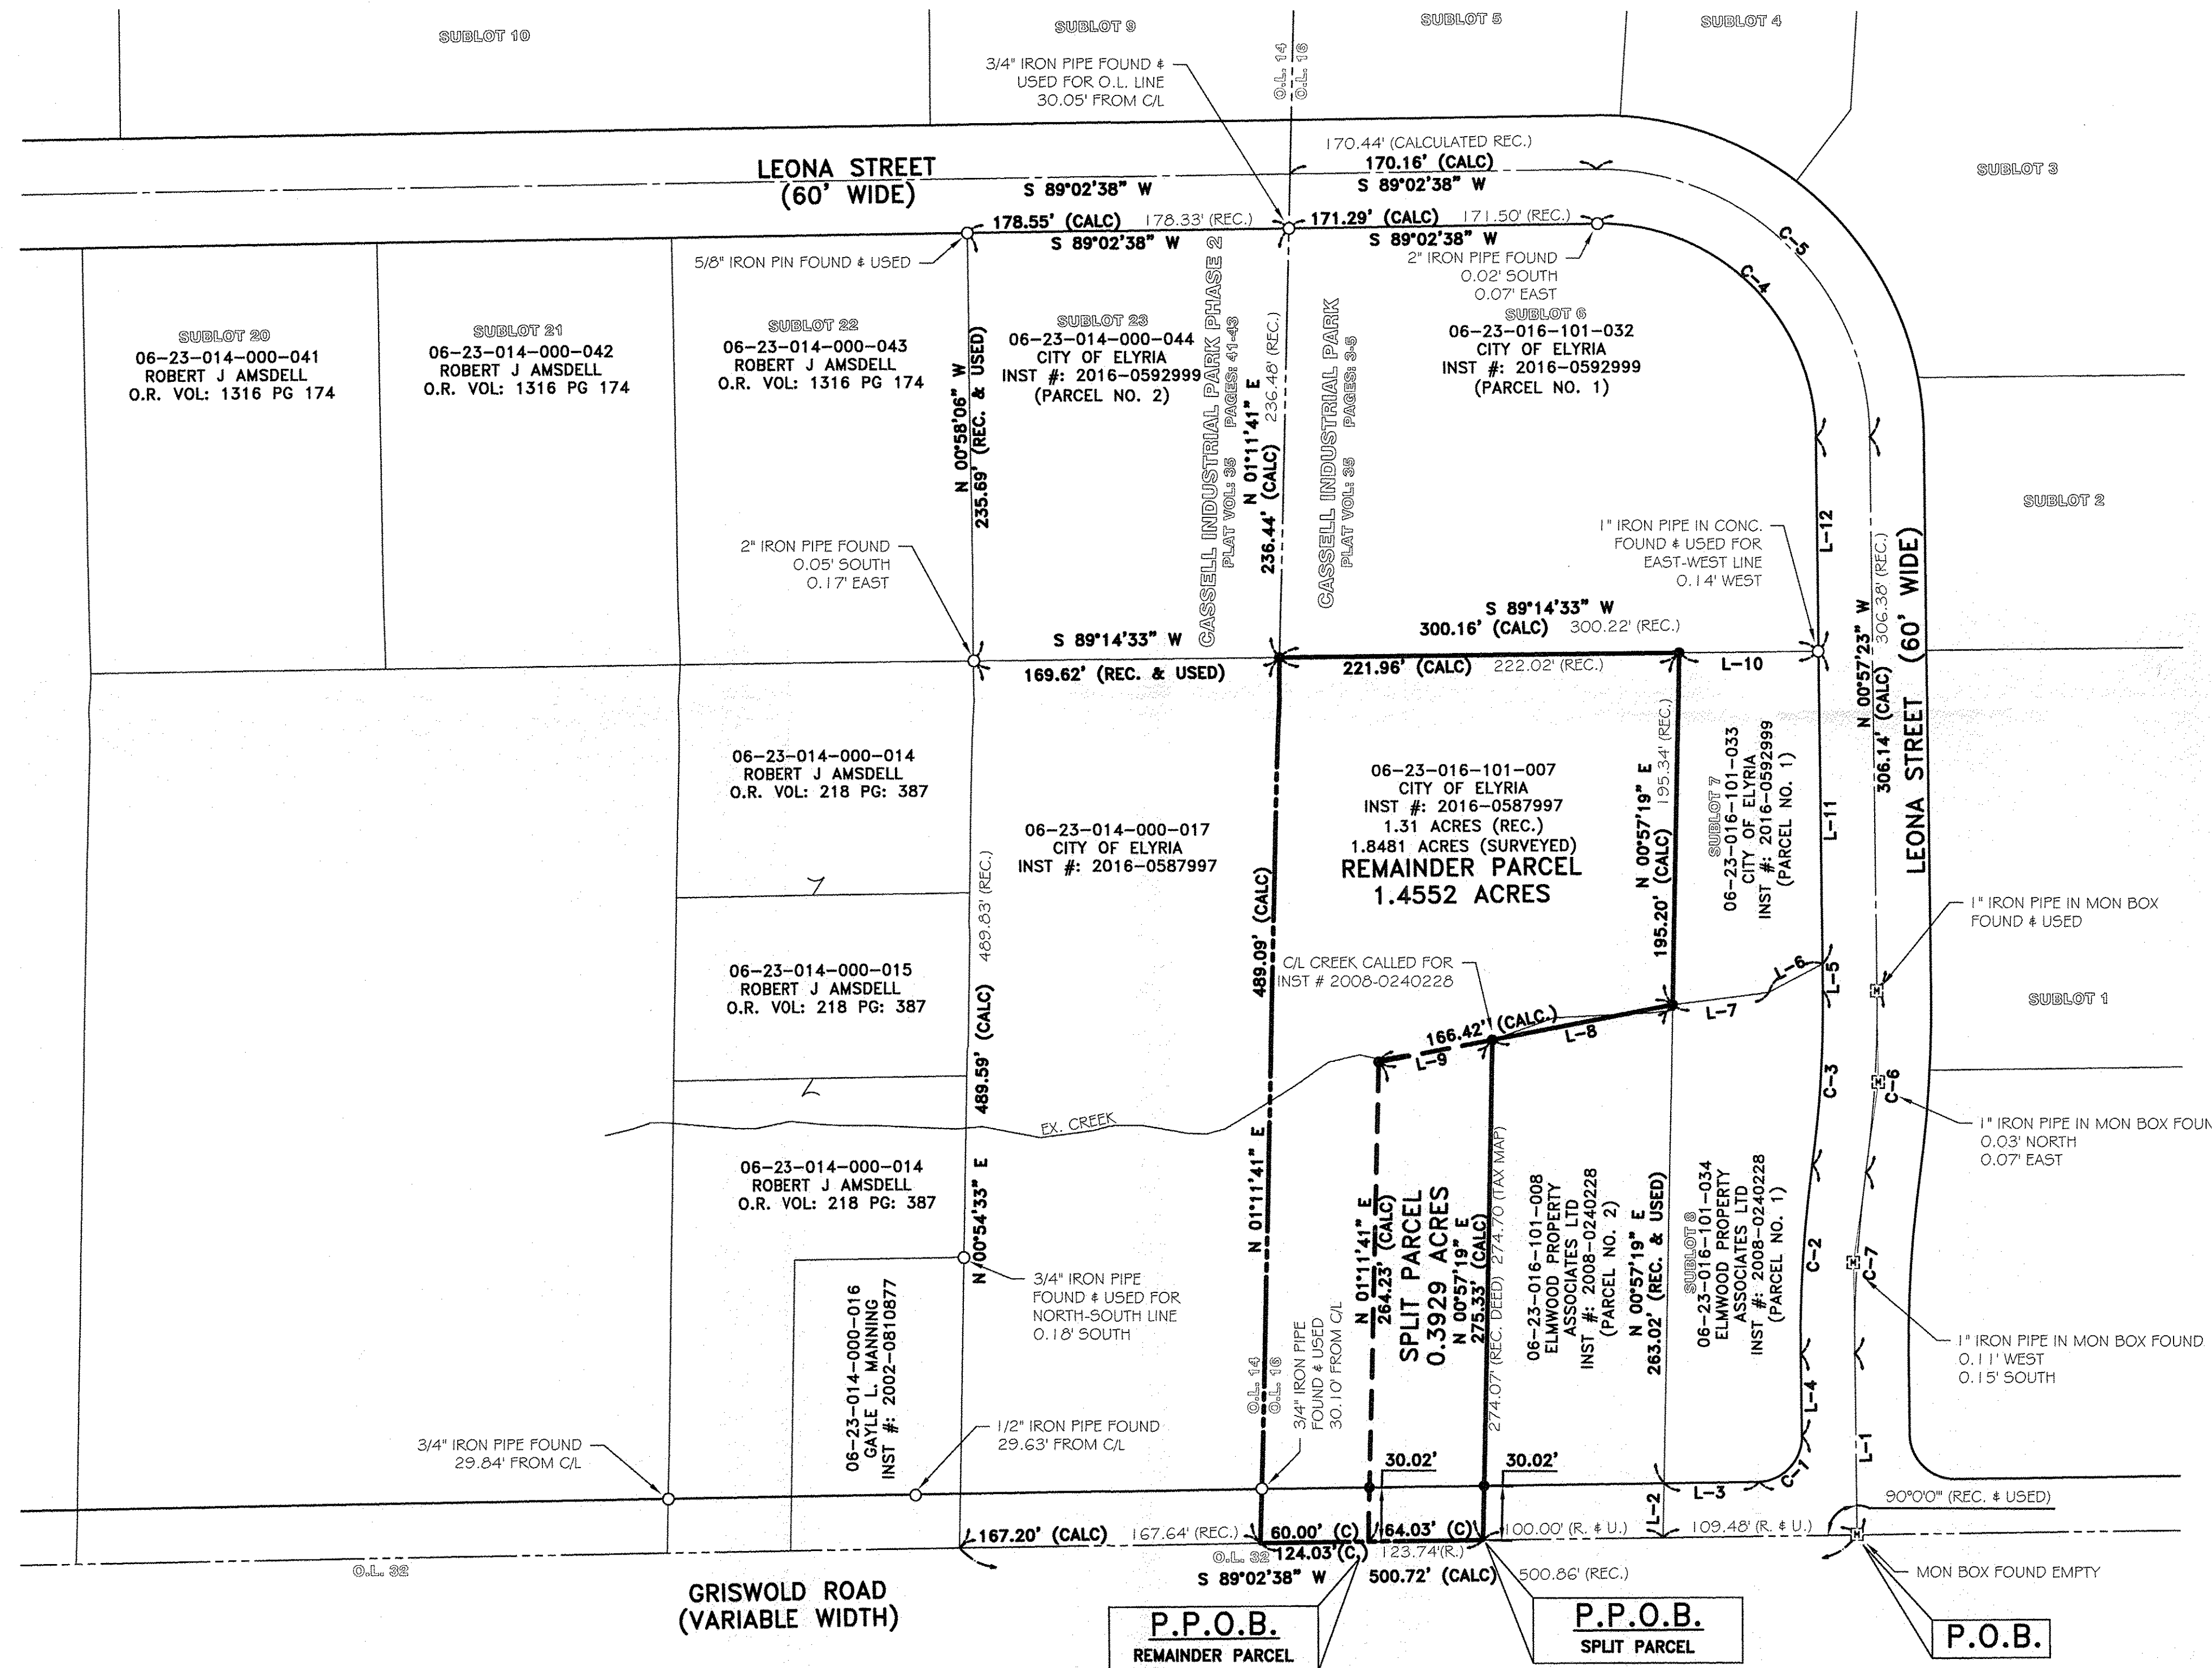 SUBLOT 10
SUBLOT 9
SUBLOT 5
SUBLOT 4
SUBLOT 3
3/4" IRON PIPE FOUND &
USED FOR O.L. LINE
30.05' FROM C/L
O.L. 14
O.L. 16
LEONA STREET
(60' WIDE)
S 89°02'38" W
170.44' (CALCULATED REC.)
170.16' (CALC)
S 89°02'38" W
178.55' (CALC) 178.33' (REC.)
S 89°02'38" W
171.29' (CALC) 171.50' (REC.)
S 89°02'38" W
5/8" IRON PIN FOUND & USED
2" IRON PIPE FOUND
0.02' SOUTH
0.07' EAST
C-5
C-4
SUBLOT 20
06-23-014-000-041
ROBERT J AMSDELL
O.R. VOL: 1316 PG 174
SUBLOT 21
06-23-014-000-042
ROBERT J AMSDELL
O.R. VOL: 1316 PG 174
SUBLOT 22
06-23-014-000-043
ROBERT J AMSDELL
O.R. VOL: 1316 PG 174
N 00°58'06" W
235.69' (REC. & USED)
SUBLOT 23
06-23-014-000-044
CITY OF ELYRIA
INST #: 2016-0592999
(PARCEL NO. 2)
CASSELL INDUSTRIAL PARK PHASE 2
PLAT VOL: 35 PAGES: 41-43
N 01°11'41" E
236.44' (CALC) 236.48' (REC.)
CASSELL INDUSTRIAL PARK
PLAT VOL: 35 PAGES: 3-5
SUBLOT 6
06-23-016-101-032
CITY OF ELYRIA
INST #: 2016-0592999
(PARCEL NO. 1)
SUBLOT 2
1" IRON PIPE IN CONC.
FOUND & USED FOR
EAST-WEST LINE
0.14' WEST
L-12
2" IRON PIPE FOUND
0.05' SOUTH
0.17' EAST
S 89°14'33" W
169.62' (REC. & USED)
S 89°14'33" W
300.16' (CALC) 300.22' (REC.)
221.96' (CALC) 222.02' (REC.)
L-10
N 00°57'23" W
306.14' (CALC) 306.38' (REC.)
LEONA STREET (60' WIDE)
06-23-014-000-014
ROBERT J AMSDELL
O.R. VOL: 218 PG: 387
06-23-014-000-017
CITY OF ELYRIA
INST #: 2016-0587997
06-23-016-101-007
CITY OF ELYRIA
INST #: 2016-0587997
1.31 ACRES (REC.)
1.8481 ACRES (SURVEYED)
REMAINDER PARCEL
1.4552 ACRES
N 00°57'19" E
195.20' (CALC) 195.34' (REC.)
SUBLOT 7
06-23-016-101-033
CITY OF ELYRIA
INST #: 2016-0592999
(PARCEL NO. 1)
L-11
1" IRON PIPE IN MON BOX
FOUND & USED
06-23-014-000-015
ROBERT J AMSDELL
O.R. VOL: 218 PG: 387
N 00°54'33" E 489.59' (CALC) 489.83' (REC.)
N 01°11'41" E 489.09' (CALC)
C/L CREEK CALLED FOR
INST # 2008-0240228
L-6
L-5
L-7
166.42' (CALC.)
L-8
L-9
SUBLOT 1
C-3
C-6
EX. CREEK
1" IRON PIPE IN MON BOX FOUN
0.03' NORTH
0.07' EAST
06-23-014-000-014
ROBERT J AMSDELL
O.R. VOL: 218 PG: 387
N 01°11'41" E
264.23' (CALC)
SPLIT PARCEL
0.3929 ACRES
N 00°57'19" E
275.33' (CALC)
274.07' (REC. DEED) 274.70 (TAX MAP)
06-23-016-101-008
ELMWOOD PROPERTY
ASSOCIATES LTD
INST #: 2008-0240228
(PARCEL NO. 2)
N 00°57'19" E
263.02' (REC. & USED)
SUBLOT 8
06-23-016-101-034
ELMWOOD PROPERTY
ASSOCIATES LTD
INST #: 2008-0240228
(PARCEL NO. 1)
C-2
C-7
3/4" IRON PIPE
FOUND & USED FOR
NORTH-SOUTH LINE
0.18' SOUTH
06-23-014-000-016
GAYLE L. MANNING
INST #: 2002-0810877
O.L. 14
O.L. 16
3/4" IRON PIPE
FOUND & USED
30.10' FROM C/L
1" IRON PIPE IN MON BOX FOUND
0.11' WEST
0.15' SOUTH
L-4
L-1
3/4" IRON PIPE FOUND
29.84' FROM C/L
1/2" IRON PIPE FOUND
29.63' FROM C/L
30.02'
30.02'
L-2
L-3
C-1
90°0'0" (REC. & USED)
167.20' (CALC) 167.64' (REC.)
60.00' (C)
64.03' (C)
100.00' (R. & U.)
109.48' (R. & U.)
O.L. 32
O.L. 32
124.03'(C.) 123.74'(R.)
S 89°02'38" W 500.72' (CALC) 500.86' (REC.)
MON BOX FOUND EMPTY
GRISWOLD ROAD
(VARIABLE WIDTH)
P.P.O.B.
REMAINDER PARCEL
P.P.O.B.
SPLIT PARCEL
P.O.B.